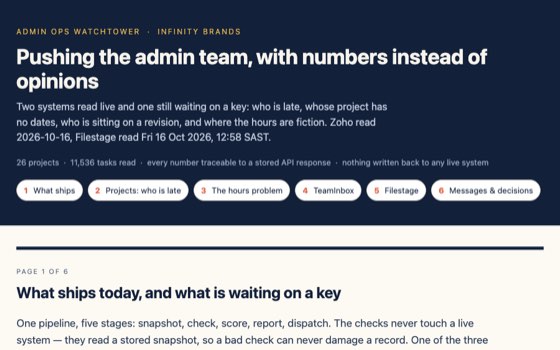 ADMIN OPS WATCHTOWER · INFINITY BRANDS
Pushing the admin team, with numbers instead of
opinions
Two systems read live and one still waiting on a key: who is late, whose project has
no dates, who is sitting on a revision, and where the hours are fiction. Zoho read
2026-10-16, Filestage read Fri 16 Oct 2026, 12:58 SAST.
26 projects · 11,536 tasks read · every number traceable to a stored API response · nothing written back to any live system
1 What ships
2 Projects: who is late
3 The hours problem
4 TeamInbox
5 Filestage
6 Messages & decisions
PAGE 1 OF 6
What ships today, and what is waiting on a key
One pipeline, five stages: snapshot, check, score, report, dispatch. The checks never touch a live
system — they read a stored snapshot, so a bad check can never damage a record. One of the three